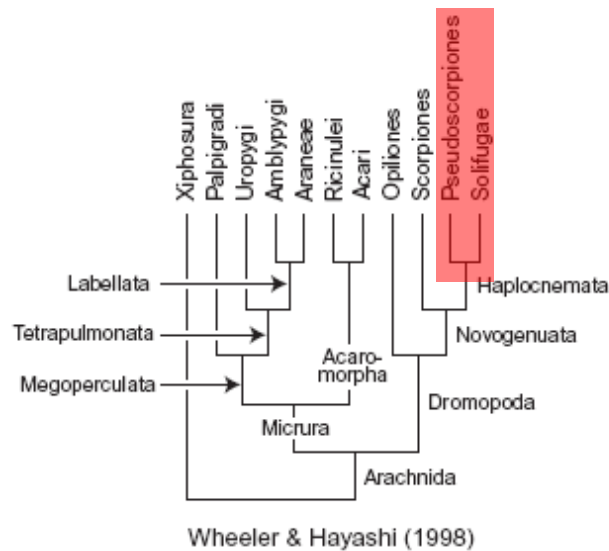 Xiphosura
Palpigradi
Uropygi
Amblypygi
Araneae
Ricinulei
Acari
Opiliones
Scorpiones
Pseudoscorpiones
Solifugae
Labellata
Haplocnemata
Tetrapulmonata
Novogenuata
Acaro-
morpha
Megoperculata
Dromopoda
Micrura
Arachnida
Wheeler & Hayashi (1998)